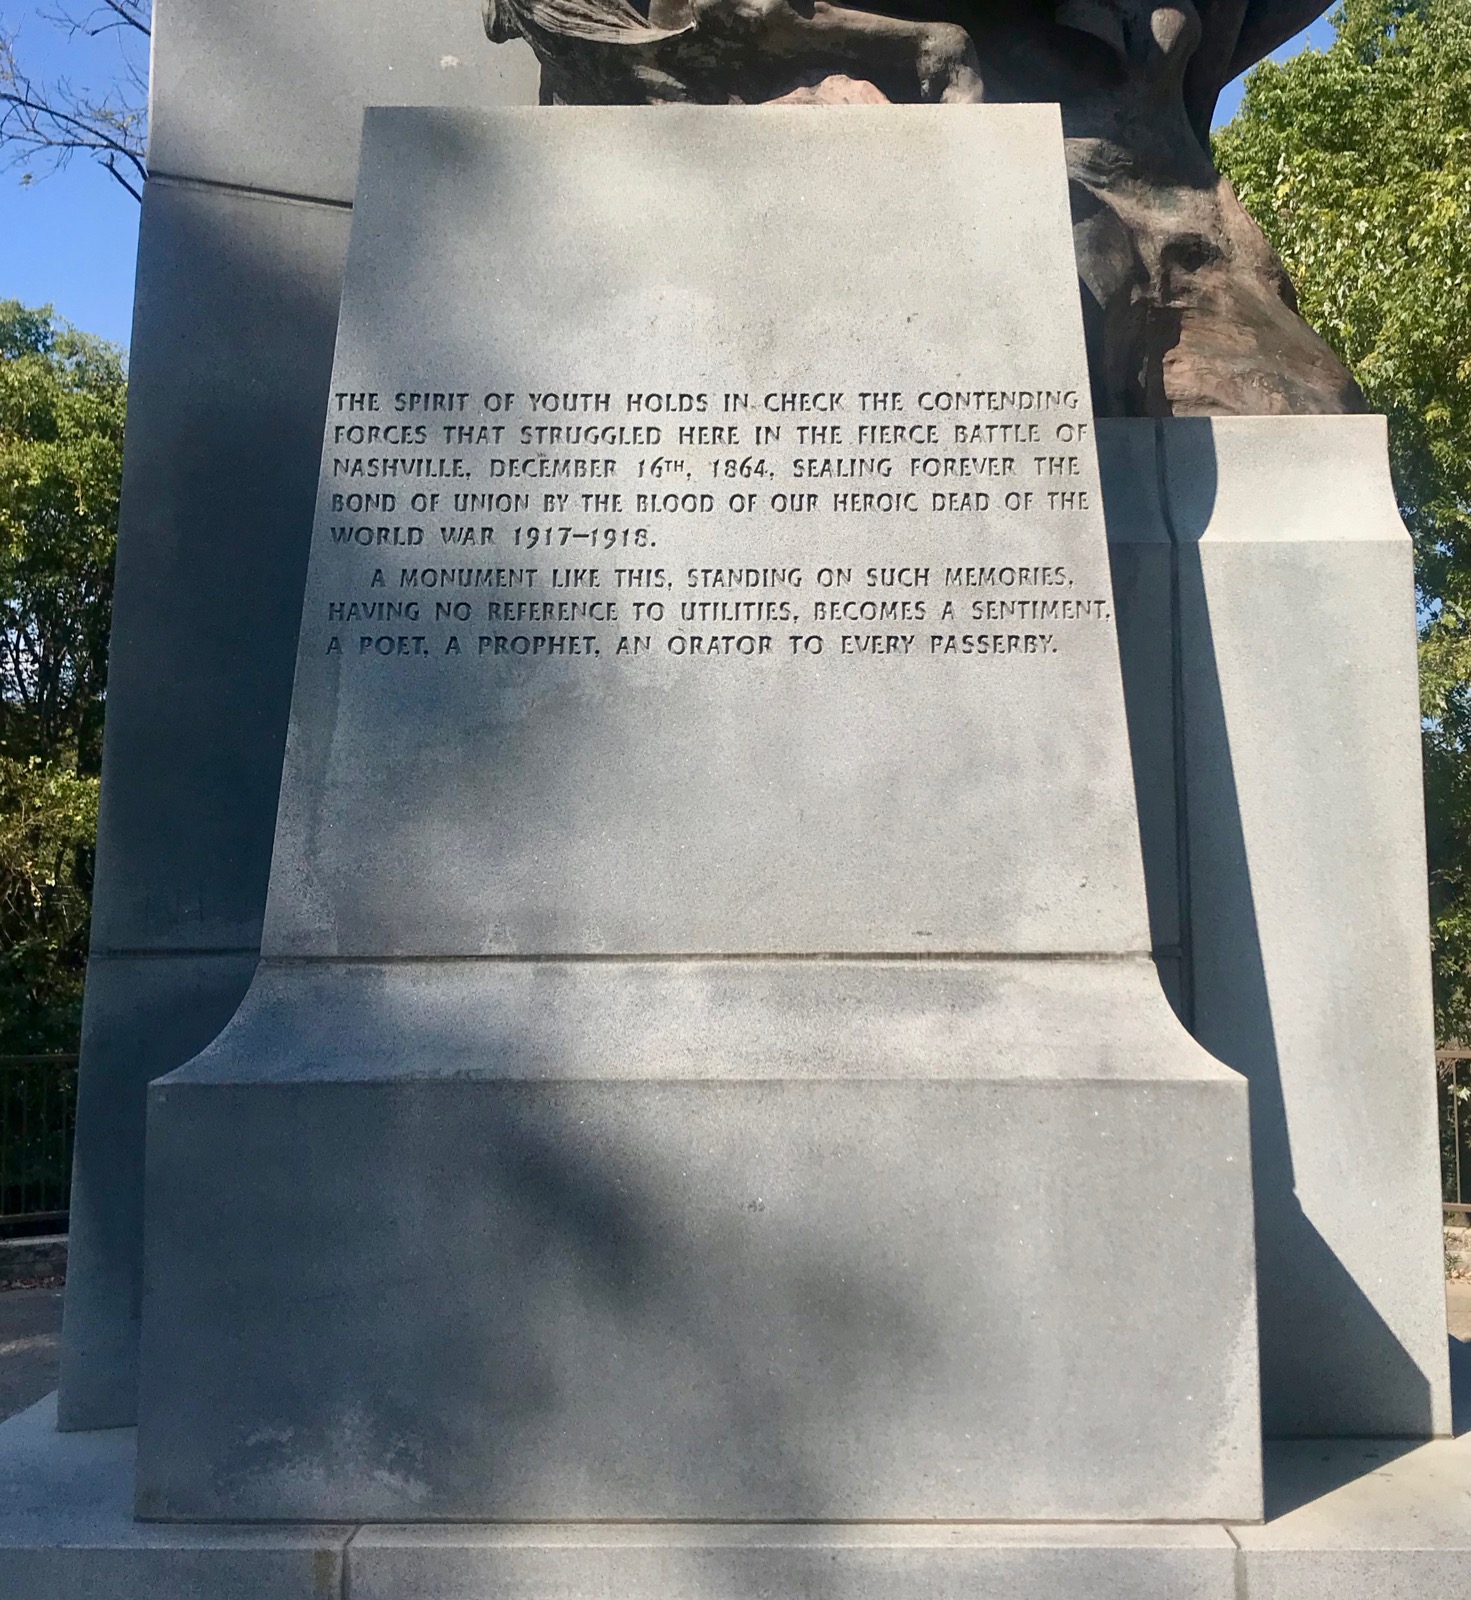 THE SPIRIT OF YOUTH HOLDS IN CHECK THE CONTENDING
FORCES THAT STRUGGLED HERE IN THE FIERCE BATTLE OF
NASHVILLE, DECEMBER 16TH, 1864, SEALING FOREVER THE
BOND OF UNION BY THE BLOOD OF OUR HEROIC DEAD OF THE
WORLD WAR 1917–1918.
A MONUMENT LIKE THIS, STANDING ON SUCH MEMORIES,
HAVING NO REFERENCE TO UTILITIES, BECOMES A SENTIMENT,
A POET, A PROPHET, AN ORATOR TO EVERY PASSERBY.